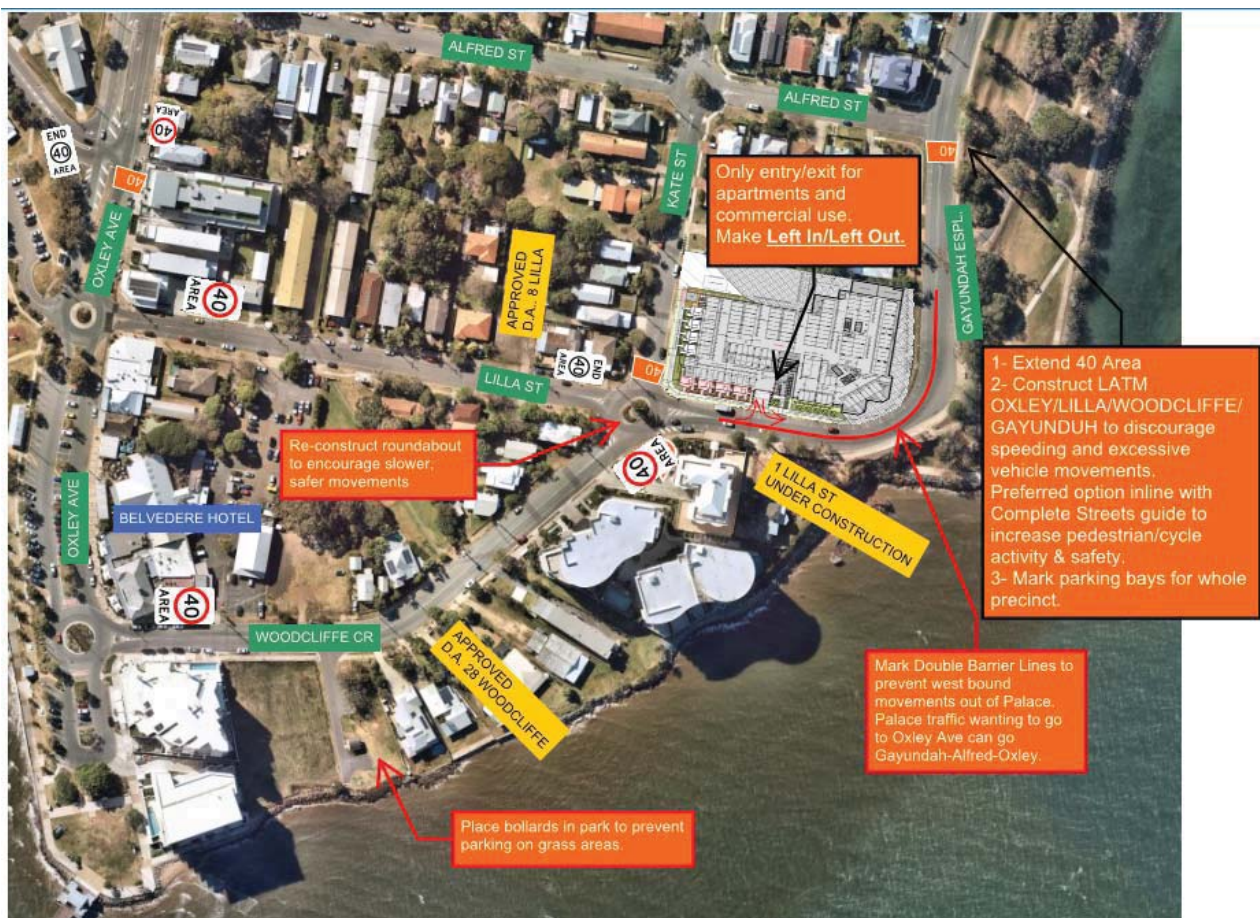 ALFRED ST
ALFRED ST
40
AREA
END
40
AREA
40
40
OXLEY AVE
KATE ST
Only entry/exit for
apartments and
commercial use.
Make Left In/Left Out.
GAYUNDAH ESPL.
40
AREA
APPROVED
D.A.. 8 LILLA
END
40
AREA
40
LILLA ST
1- Extend 40 Area
2- Construct LATM
OXLEY/LILLA/WOODCLIFFE/
GAYUNDUH to discourage
speeding and excessive
vehicle movements.
Preferred option inline with
Complete Streets guide to
increase pedestrian/cycle
activity & safety.
3- Mark parking bays for whole
precinct.
Re-construct roundabout
to encourage slower,
safer movements
40
AREA
1 LILLA ST
UNDER CONSTRUCTION
OXLEY AVE
BELVEDERE HOTEL
40
AREA
WOODCLIFFE CR
APPROVED
D.A. 28 WOODCLIFFE
Mark Double Barrier Lines to
prevent west bound
movements out of Palace.
Palace traffic wanting to go
to Oxley Ave can go
Gayundah-Alfred-Oxley.
Place bollards in park to prevent
parking on grass areas.